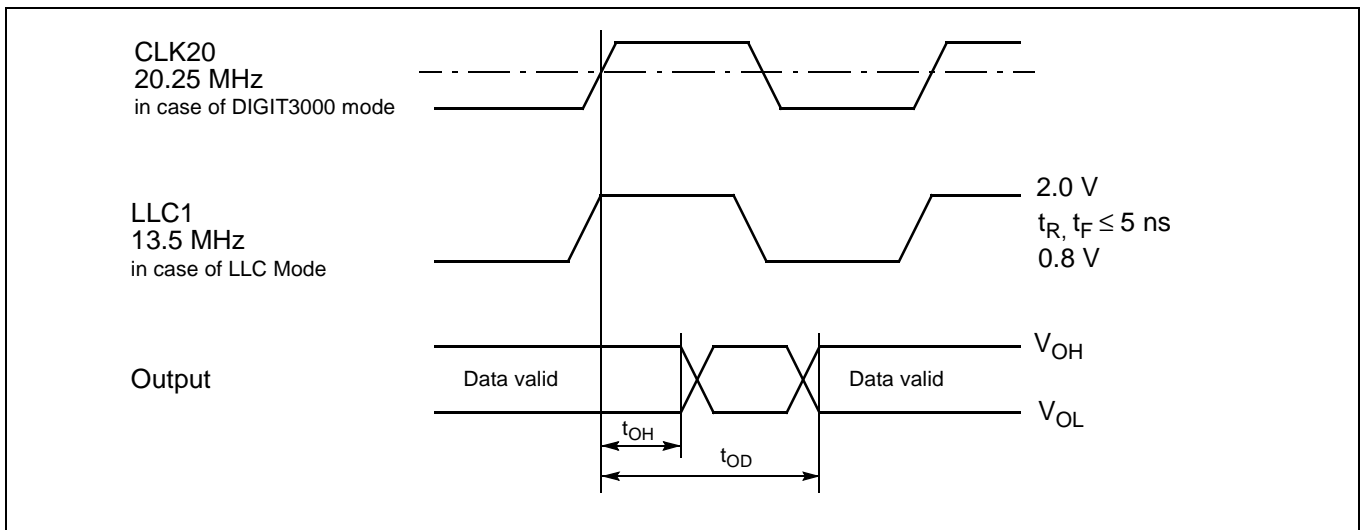 CLK20
20.25 MHz
in case of DIGIT3000 mode
LLC1
13.5 MHz
in case of LLC Mode
2.0 V
tR, tF ≤ 5 ns
0.8 V
Output
Data valid
Data valid
VOH
VOL
tOH
tOD